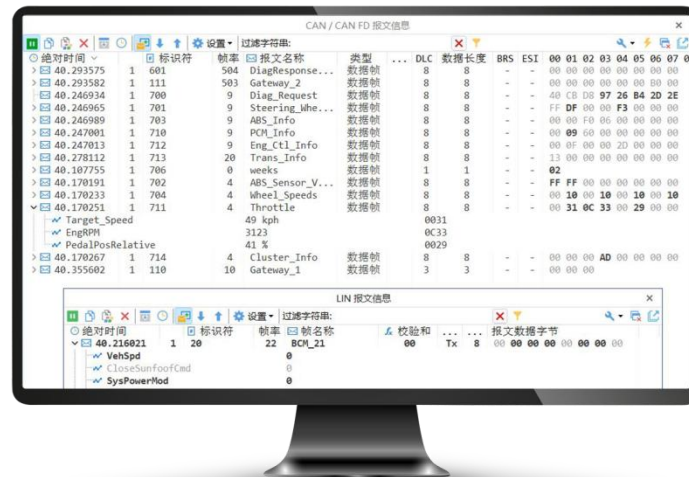 CAN / CAN FD 报文信息 ×
设置 过滤字符串:
绝对时间 标识符 帧率 报文名称 类型 ... DLC 数据长度 BRS ESI 00 01 02 03 04 05 06 07 0
40.293575 1 601 504 DiagResponse... 数据帧 8 8 - - 00 00 00 00 00 00 00 00
40.293582 1 111 503 Gateway_2 数据帧 8 8 - - 00 00 00 00 00 00 B0 00
40.246934 1 700 9 Diag_Request 数据帧 8 8 - - 40 CB D8 97 26 B4 2D 2E
40.246965 1 701 9 Steering_Whe... 数据帧 8 8 - - FF DF 00 00 F3 00 00 00
40.246989 1 703 9 ABS_Info 数据帧 8 8 - - 00 00 F0 06 00 00 00 00
40.247001 1 710 9 PCM_Info 数据帧 8 8 - - 00 09 60 00 00 00 00 00
40.247013 1 712 9 Eng_Ctl_Info 数据帧 8 8 - - 00 0F 00 00 2D 00 00 00
40.278112 1 713 20 Trans_Info 数据帧 8 8 - - 13 00 00 00 00 00 00 00
40.107755 1 706 0 weeks 数据帧 1 1 - - 02
40.170191 1 702 4 ABS_Sensor_V... 数据帧 8 8 - - FF FF 00 00 00 00 00 00
40.170233 1 704 4 Wheel_Speeds 数据帧 8 8 - - 00 10 00 10 00 10 00 10
40.170251 1 711 4 Throttle 数据帧 8 8 - - 00 31 0C 33 00 29 00 00
Target_Speed 49 kph 0031
EngRPM 3123 0C33
PedalPosRelative 41 % 0029
40.170267 1 714 4 Cluster_Info 数据帧 8 8 - - 00 00 00 AD 00 00 00 00
40.355602 1 110 10 Gateway_1 数据帧 3 3 - - 00 00 00
LIN 报文信息 ×
设置 过滤字符串:
绝对时间 标识符 帧率 帧名称 校验和 ... ... 报文数据字节
40.216021 1 20 22 BCM_21 00 Tx 8 00 00 00 00 00 00 00 00
VehSpd 0
CloseSunfoofCmd 0
SysPowerMod 0